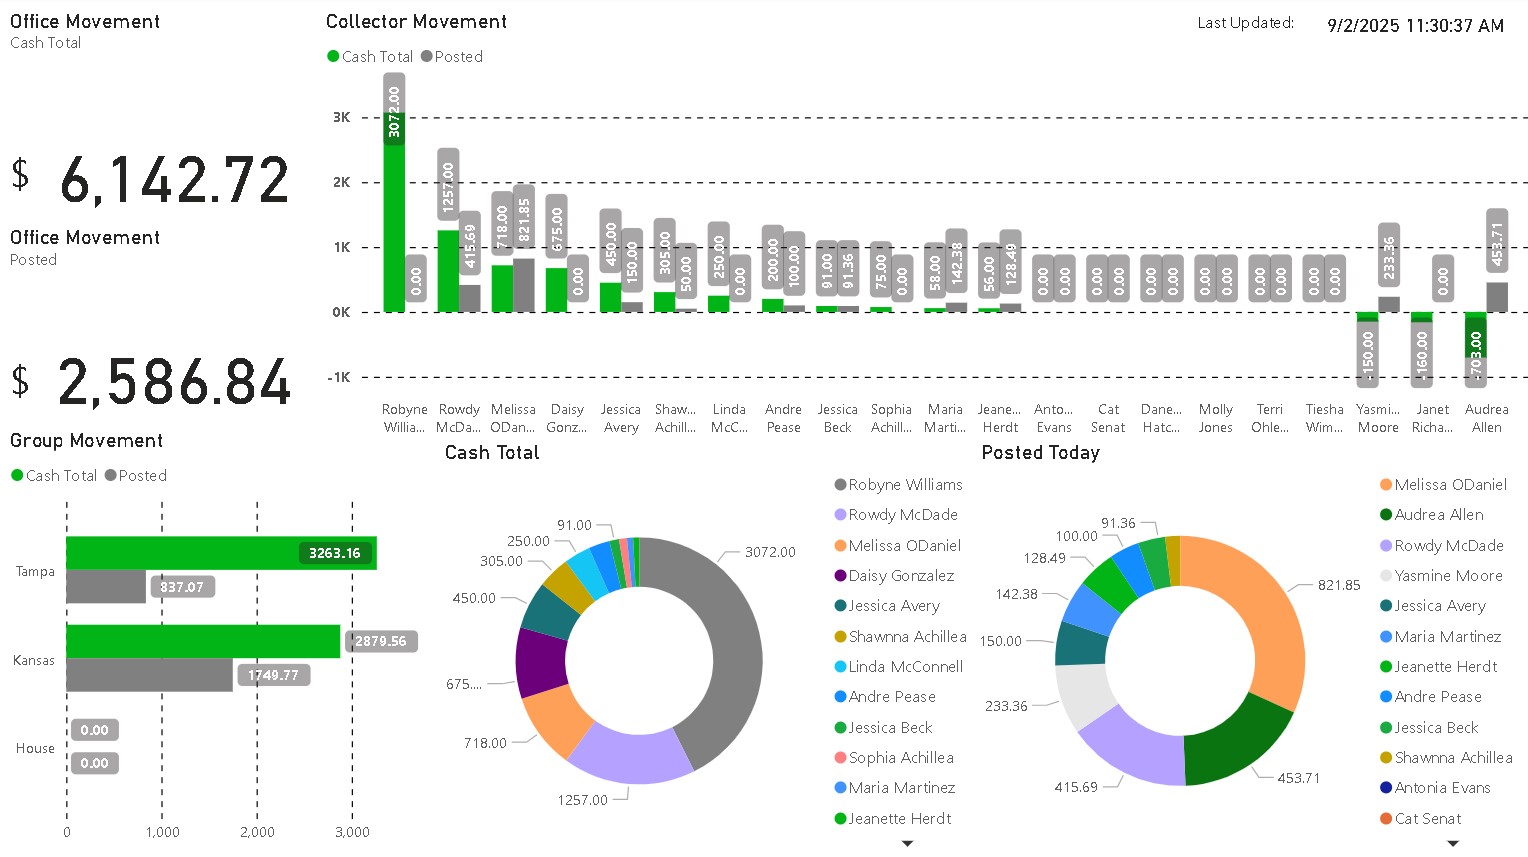 Office Movement
Cash Total
$ 6,142.72
Office Movement
Posted
$ 2,586.84
Collector Movement
Cash Total Posted
Last Updated: 9/2/2025 11:30:37 AM
3K
2K
1K
0K
-1K
3072.00 0.00
1257.00 415.69
718.00 821.85
675.00 0.00
450.00 150.00
305.00 50.00
250.00 0.00
200.00 100.00
91.00 91.36
75.00 0.00
58.00 142.38
56.00 128.49
0.00 0.00
0.00 0.00
0.00 0.00
0.00 0.00
0.00 0.00
0.00 0.00
-150.00 233.36
-160.00 0.00
-703.00 453.71
Robyne Willia...
Rowdy McDa...
Melissa ODan...
Daisy Gonz...
Jessica Avery
Shaw... Achill...
Linda McC...
Andre Pease
Jessica Beck
Sophia Achill...
Maria Marti...
Jeane... Herdt
Anto... Evans
Cat Senat
Dane... Hatc...
Molly Jones
Terri Ohle...
Tiesha Wim...
Yasmi... Moore
Janet Richa...
Audrea Allen
Group Movement
Cash Total Posted
Tampa
3263.16
837.07
Kansas
2879.56
1749.77
House
0.00
0.00
0 1,000 2,000 3,000
Cash Total
91.00
250.00
305.00
450.00
675....
718.00
1257.00
3072.00
Robyne Williams
Rowdy McDade
Melissa ODaniel
Daisy Gonzalez
Jessica Avery
Shawnna Achillea
Linda McConnell
Andre Pease
Jessica Beck
Sophia Achillea
Maria Martinez
Jeanette Herdt
Posted Today
91.36
100.00
128.49
142.38
150.00
233.36
415.69
453.71
821.85
Melissa ODaniel
Audrea Allen
Rowdy McDade
Yasmine Moore
Jessica Avery
Maria Martinez
Jeanette Herdt
Andre Pease
Jessica Beck
Shawnna Achillea
Antonia Evans
Cat Senat